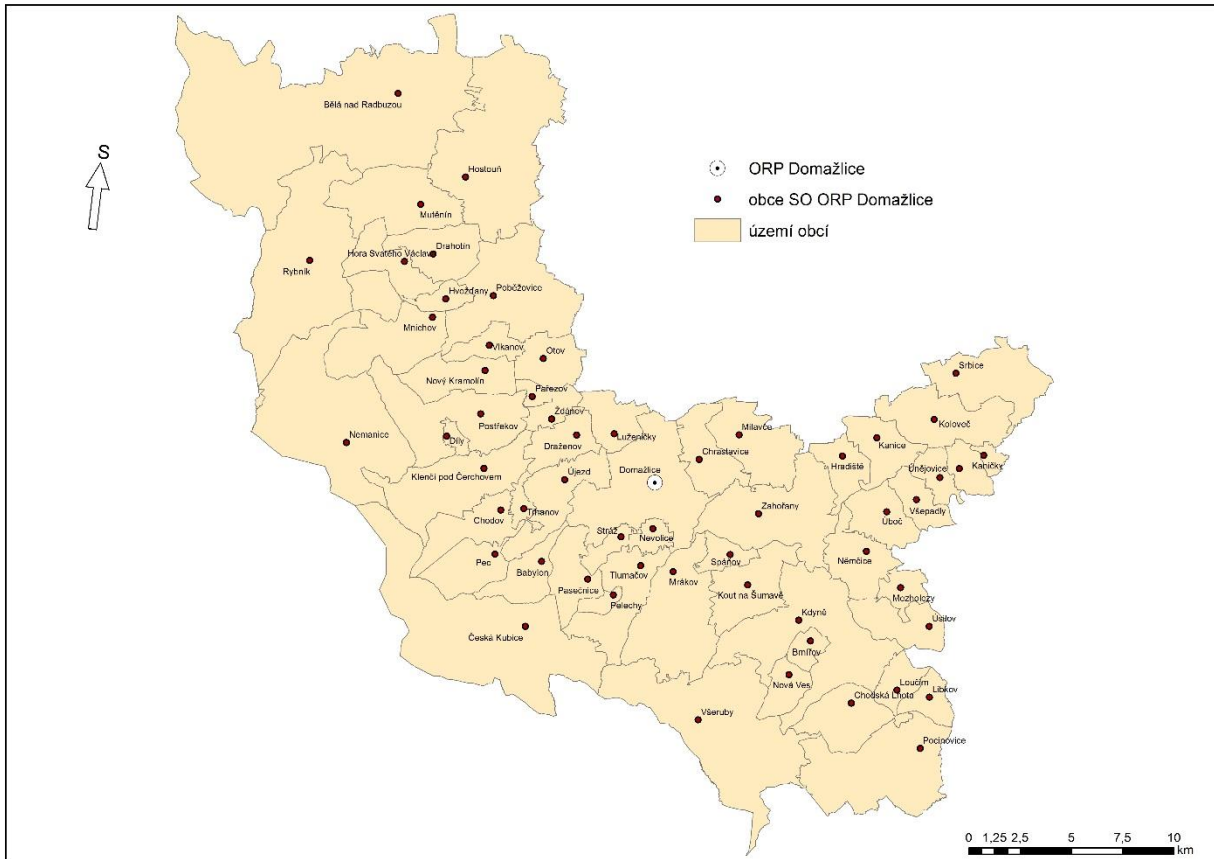 Bělá nad Radbuzou
S
Hostouň
ORP Domažlice
obce SO ORP Domažlice
území obcí
Mutěnín
Drahotín
Hora Svatého Václava
Rybník
Hvožďany
Poběžovice
Mnichov
Vlkanov
Otov
Nový Kramolín
Srbice
Pařezov
Postřekov
Ždánov
Koloveč
Nemanice
Díly
Draženov
Luženičky
Milavče
Kanice
Chrastavice
Hradiště
Kaničky
Únějovice
Klenčí pod Čerchovem
Újezd
Domažlice
Všepadly
Chodov
Trhanov
Zahořany
Úboč
Stráž
Nevolice
Pec
Babylon
Spáňov
Němčice
Tlumačov
Mrákov
Pasečnice
Kout na Šumavě
Mezholezy
Pelechy
Kdyně
Úsilov
Česká Kubice
Brnířov
Nová Ves
Loučim
Libkov
Chodská Lhota
Všeruby
Pocinovice
0 1,25 2,5 5 7,5 10
km